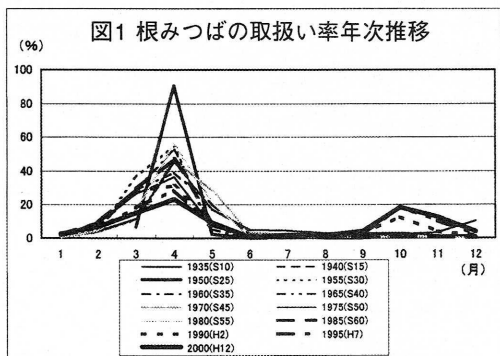 図1 根みつばの取扱い率年次推移
(%)
100
80
60
40
20
0
1 2 3 4 5 6 7 8 9 10 11 12
(月)
1935(S10) 1940(S15)
1950(S25) 1955(S30)
1960(S35) 1965(S40)
1970(S45) 1975(S50)
1980(S55) 1985(S60)
1990(H2) 1995(H7)
2000(H12)